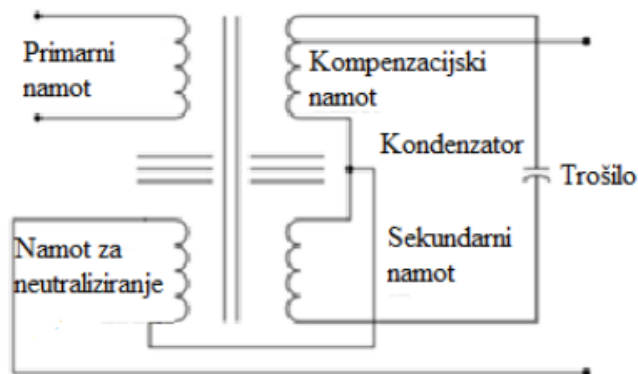 Primarni
namot
Kompenzacijski
namot
Kondenzator
Trošilo
Namot za
neutraliziranje
Sekundarni
namot